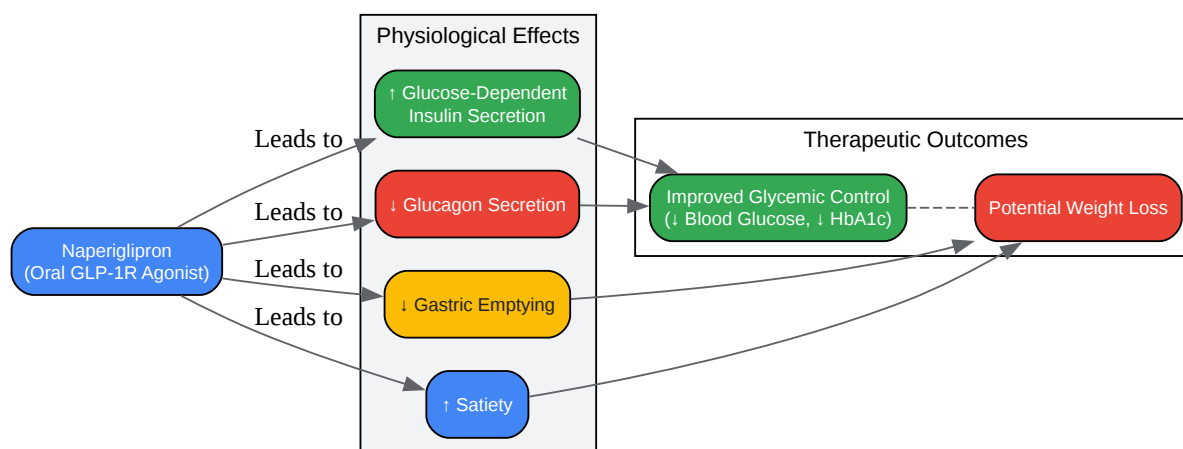 Physiological Effects
↑ Glucose-Dependent
Insulin Secretion
Leads to
Therapeutic Outcomes
↓ Glucagon Secretion
Improved Glycemic Control
(↓ Blood Glucose, ↓ HbA1c)
Potential Weight Loss
Leads to
Naperiglipron
(Oral GLP-1R Agonist)
Leads to
↓ Gastric Emptying
Leads to
↑ Satiety